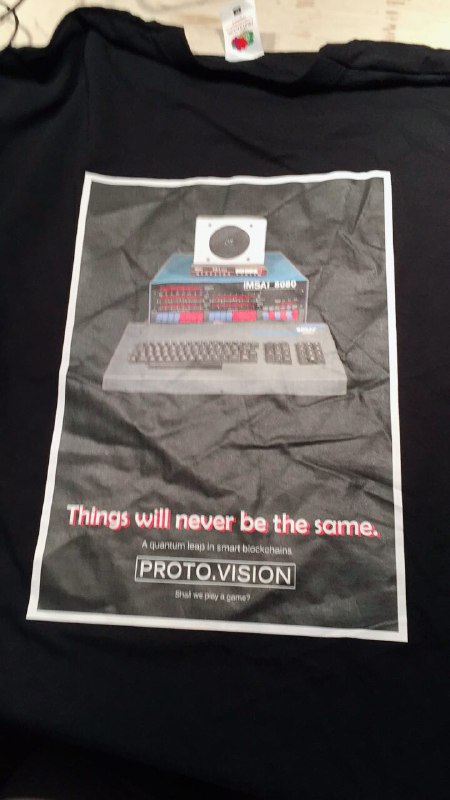 IMSAI 8080
Things will never be the same.
A quantum leap in smart blockchains
PROTO.VISION
Shall we play a game?